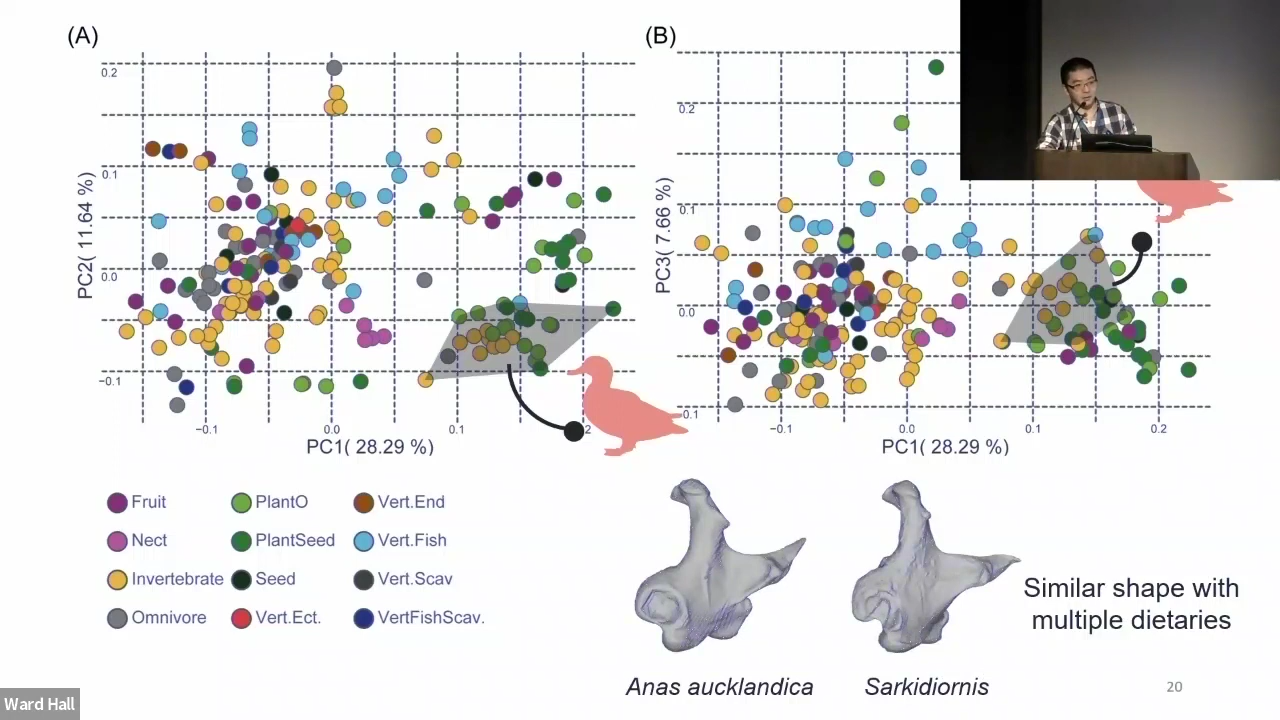 (A)
(B)
0.2
0.1
0.0
−0.1
PC2( 11.64 %)
−0.1
0.0
0.1
2
PC1( 28.29 %)
0.2
0.1
0.0
0.1
PC3( 7.66 %)
−0.1
0.0
0.1
0.2
PC1( 28.29 %)
Fruit
PlantO
Vert.End
Nect
PlantSeed
Vert.Fish
Invertebrate
Seed
Vert.Scav
Omnivore
Vert.Ect.
VertFishScav.
Similar shape with
multiple dietaries
Anas aucklandica
Sarkidiornis
20
Ward Hall